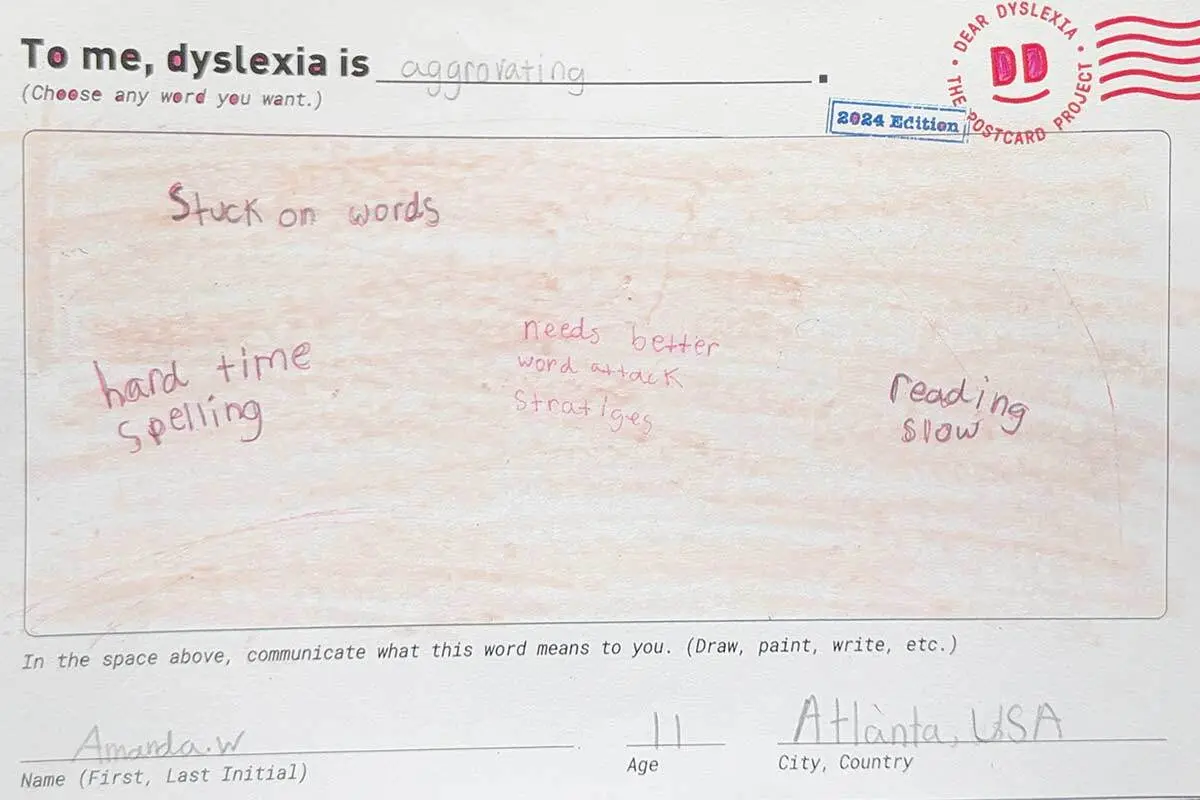 To me, dyslexia is aggrovating.
(Choose any word you want.)
DEAR DYSLEXIA • THE POSTCARD PROJECT •
DD
2024 Edition
Stuck on words
hard time
spelling
needs better
word attack
stratiges
reading
slow
In the space above, communicate what this word means to you. (Draw, paint, write, etc.)
Amanda.W
Name (First, Last Initial)
11
Age
Atlanta, USA
City, Country